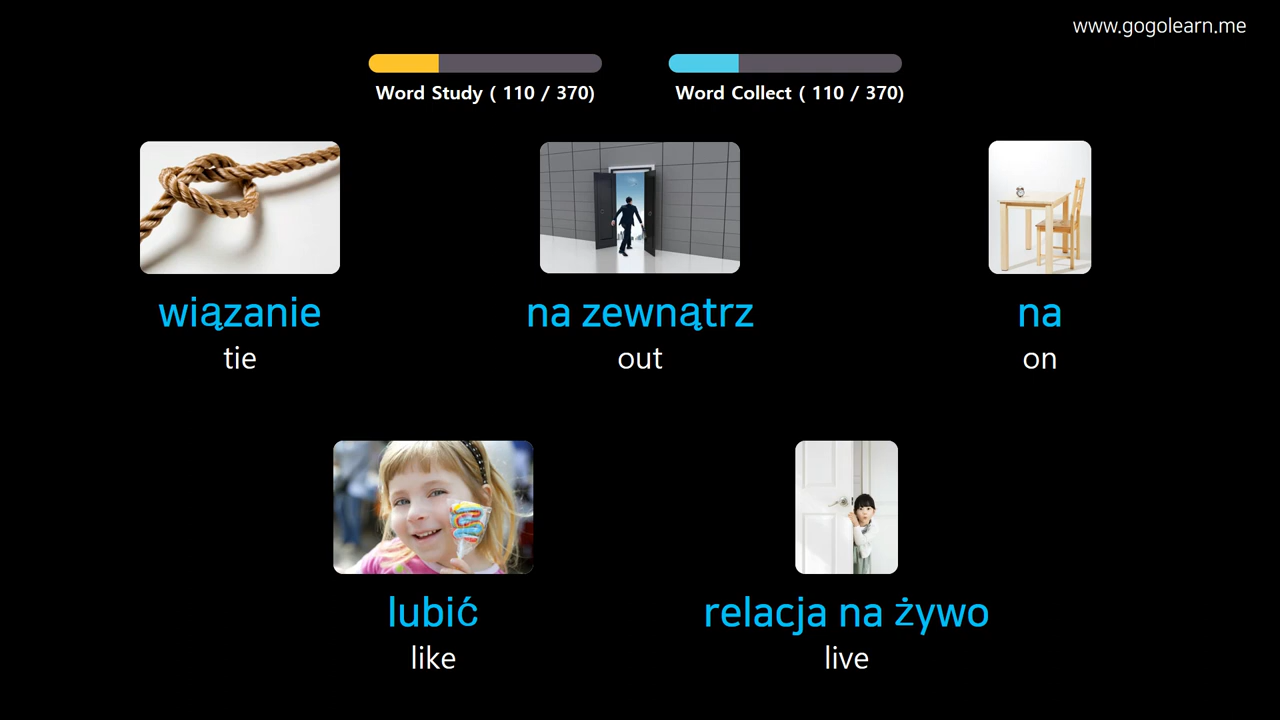 www.gogolearn.me
Word Study ( 110 / 370)
Word Collect ( 110 / 370)
wiązanie
tie
na zewnątrz
out
na
on
lubić
like
relacja na żywo
live